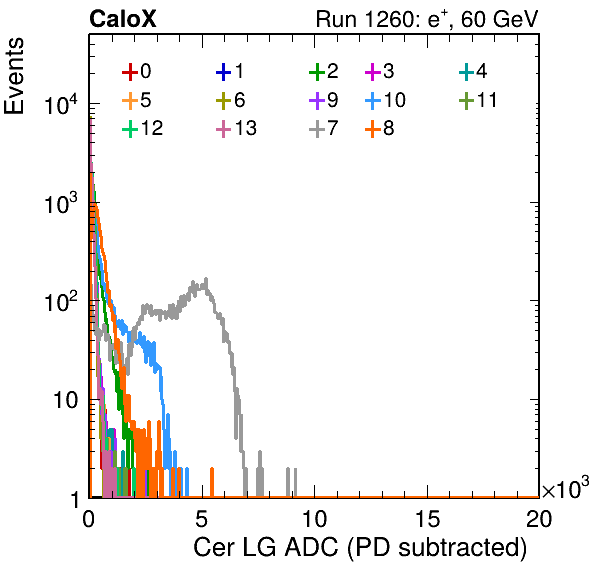 CaloX Run 1260: e⁺, 60 GeV
Events
0 1 2 3 4
5 6 9 10 11
12 13 7 8
10⁴
10³
10²
10
1
0 5 10 15 20
×10³
Cer LG ADC (PD subtracted)